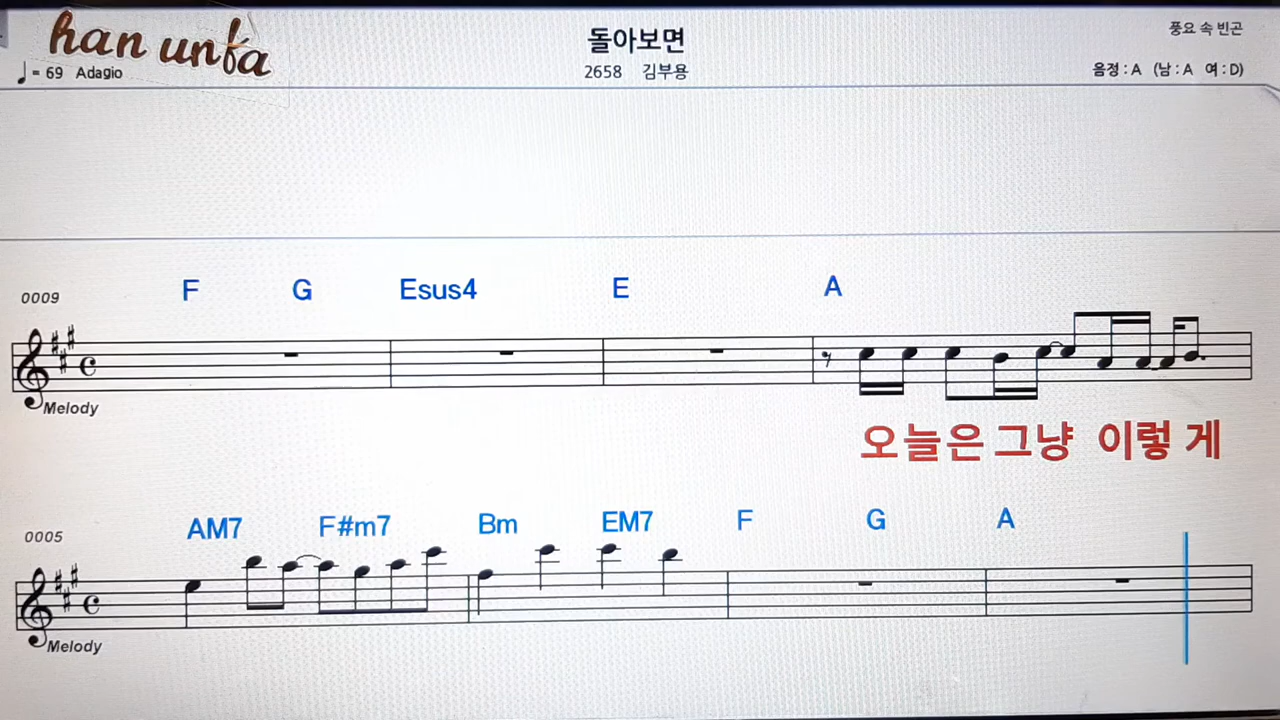 han unfa
돌아보면
풍요 속 빈곤
♩= 69 Adagio
2658 김부용
음정 : A (남 : A 여 : D)
F G Esus4 E A
0009
Melody
오늘은 그냥 이렇 게
AM7 F#m7 Bm EM7 F G A
0005
Melody